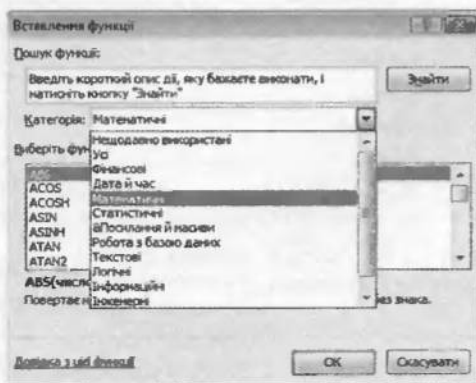 Вставлення функції
Пошук функції:
Введіть короткий опис дії, яку бажаєте виконати, і
натисніть кнопку "Знайти"
Знайти
Категорія: Математичні
Нещодавно використані
Усі
Фінансові
Дата й час
Математичні
Статистичні
Посилання й масиви
Робота з базою даних
Текстові
Логічні
Інформаційні
Інженерні
Виберіть фун
ABS
ACOS
ACOSH
ASIN
ASINH
ATAN
ATAN2
ABS(число
Повертає м
без знака.
Довідка з цієї функції
OK
Скасувати